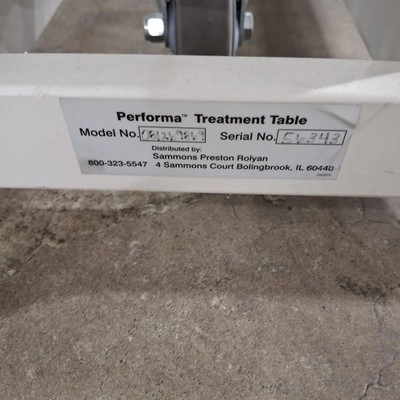 Performa™ Treatment Table
Model No. Serial No. 56343
Distributed by:
Sammons Preston Rolyan
800-323-5547 4 Sammons Court Bolingbrook, IL 60440